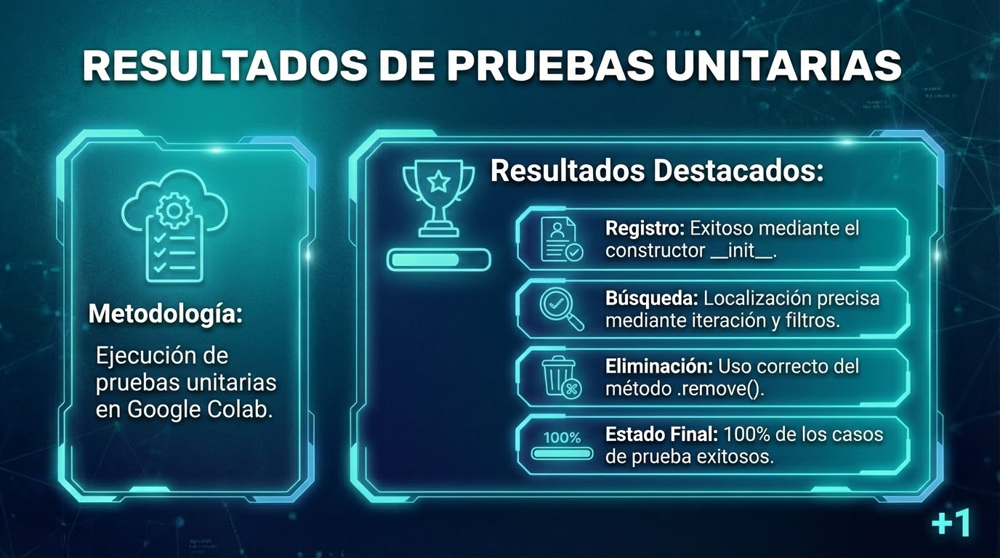 RESULTADOS DE PRUEBAS UNITARIAS
Metodología:
Ejecución de
pruebas unitarias
en Google Colab.
Resultados Destacados:
Registro: Exitoso mediante el
constructor __init__.
Búsqueda: Localización precisa
mediante iteración y filtros.
Eliminación: Uso correcto del
método .remove().
100%
Estado Final: 100% de los casos
de prueba exitosos.
+1